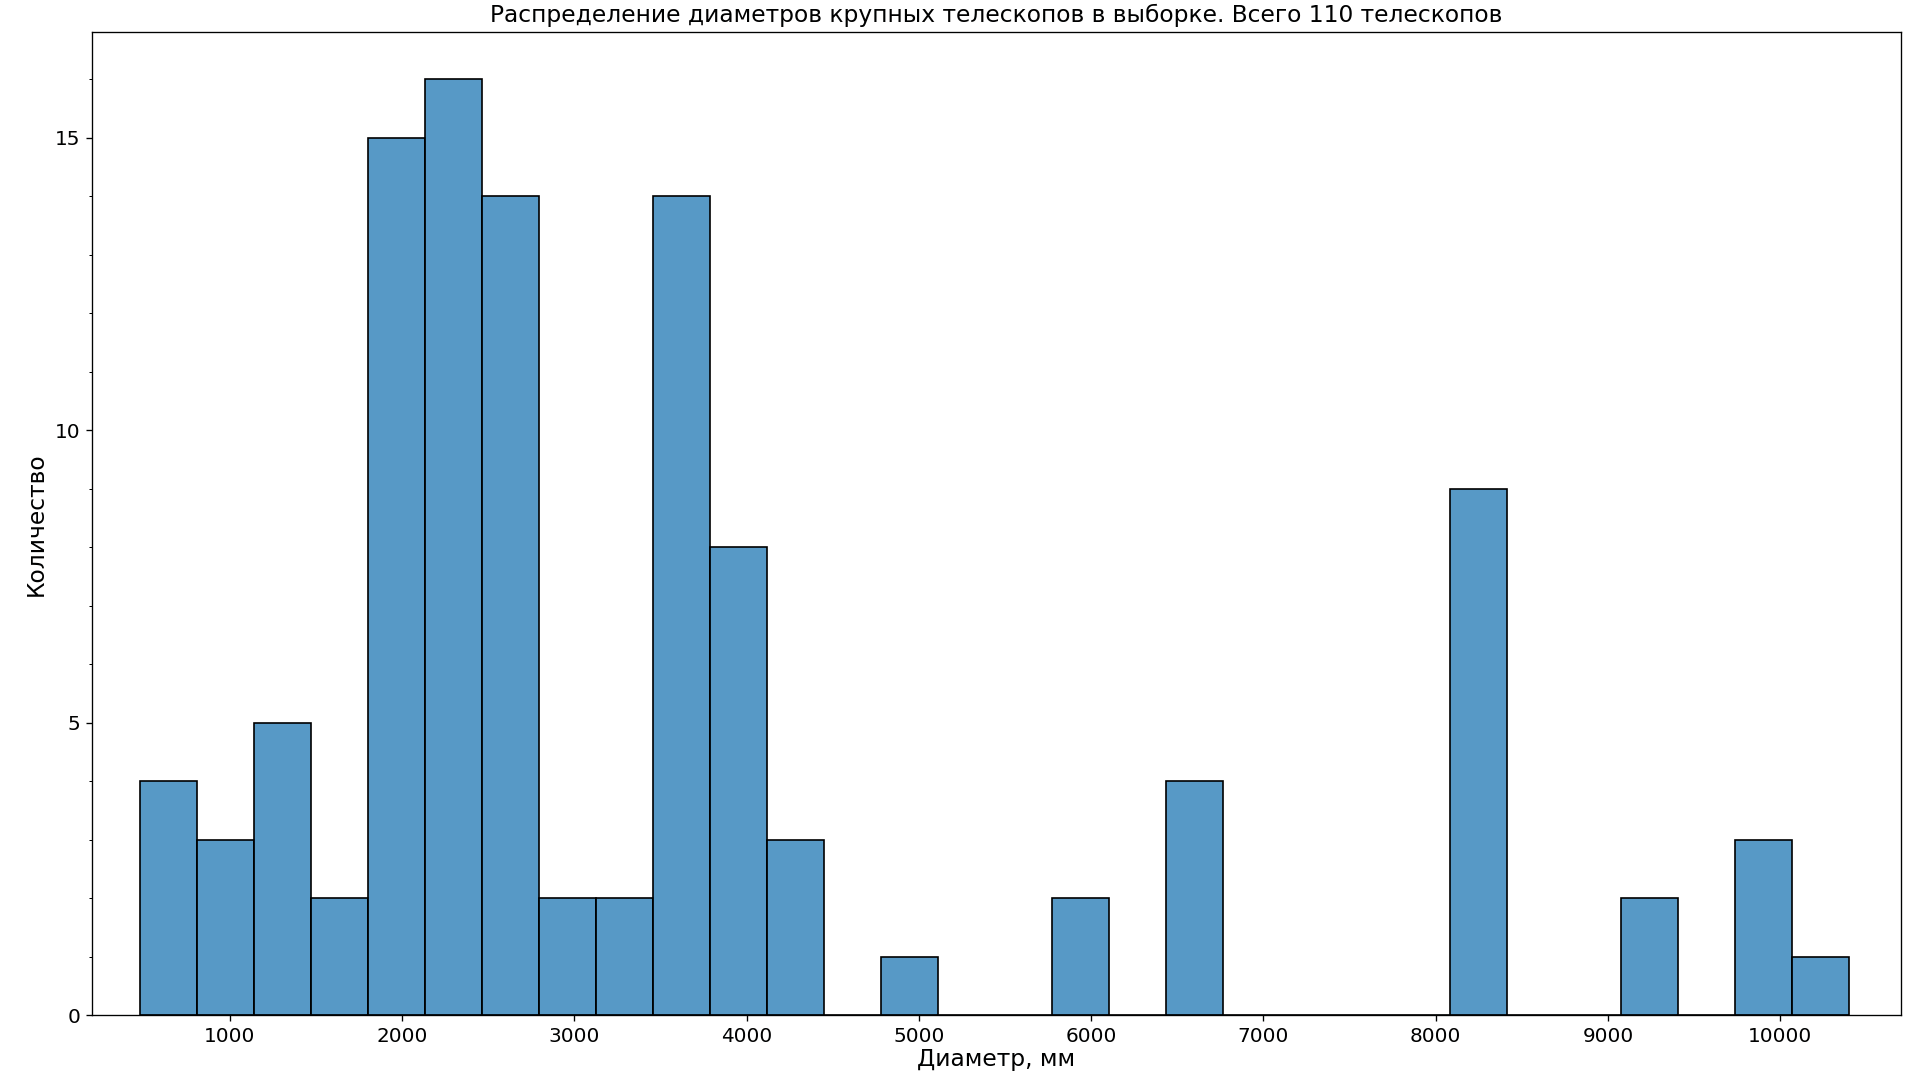 Распределение диаметров крупных телескопов в выборке. Всего 110 телескопов
Количество
15
10
5
0
1000 2000 3000 4000 5000 6000 7000 8000 9000 10000
Диаметр, мм